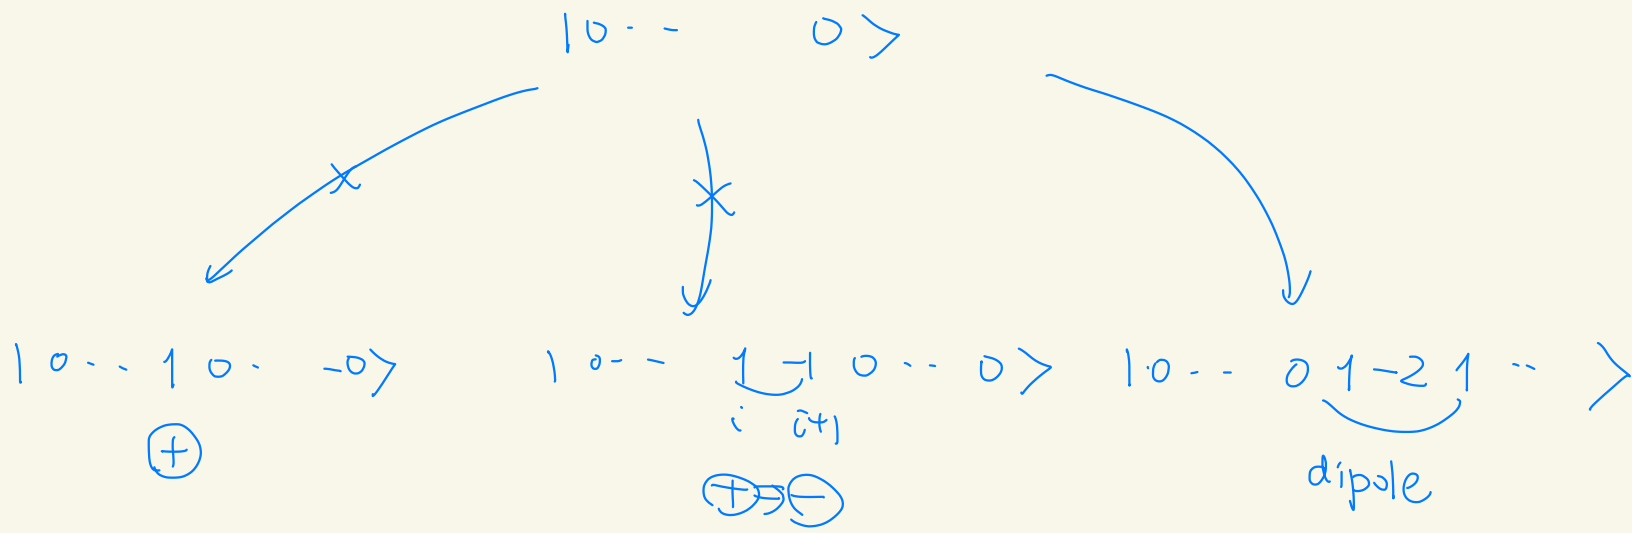 |0 · · - 0>
|0 - · · 1 0 · -0>
|0 - - 1 -1 0 · · · 0>
|0 · - - 0 1 -2 1 · · >
i i+1
+
+ -
dipole